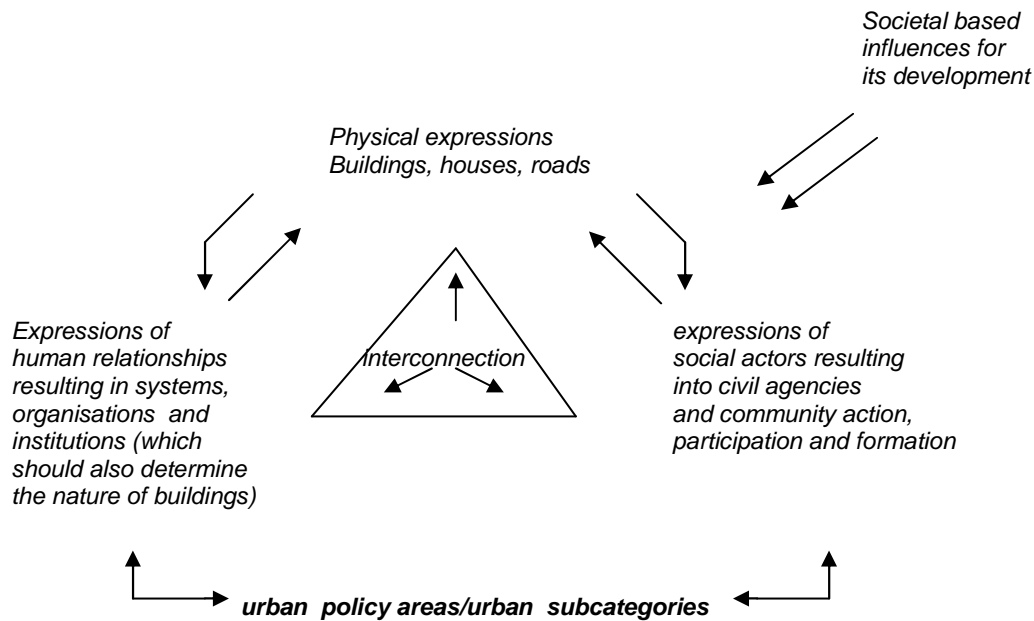 Societal based
influences for
its development
Physical expressions
Buildings, houses, roads
Expressions of
human relationships
resulting in systems,
organisations and
institutions (which
should also determine
the nature of buildings)
Interconnection
expressions of
social actors resulting
into civil agencies
and community action,
participation and formation
urban policy areas/urban subcategories